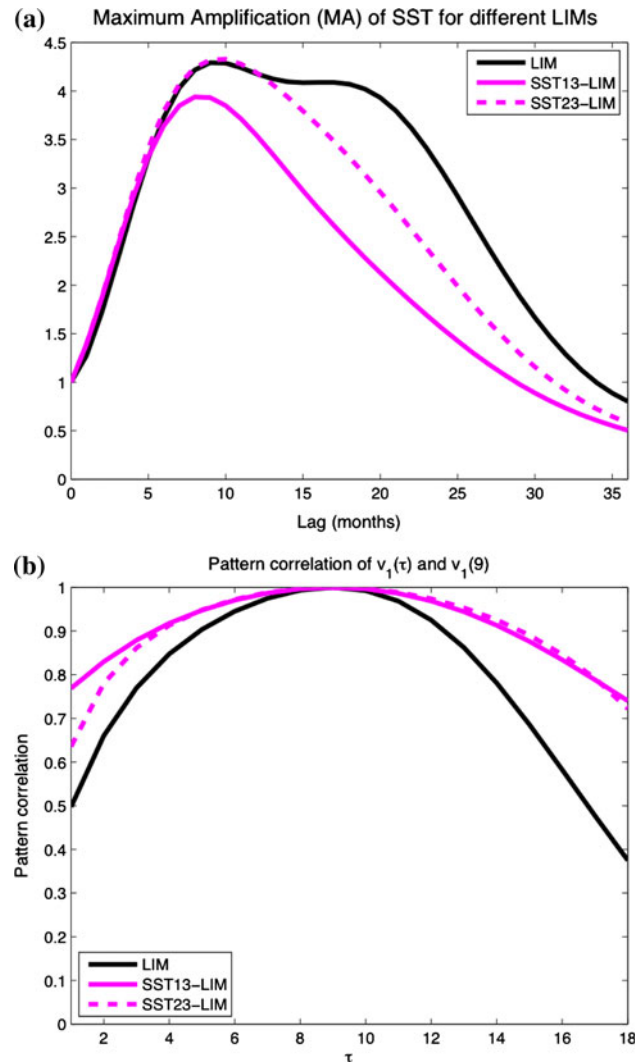 (a)
Maximum Amplification (MA) of SST for different LIMs
4.5
4
3.5
3
2.5
2
1.5
1
0.5
0
0 5 10 15 20 25 30 35
Lag (months)
LIM
SST13-LIM
SST23-LIM
(b)
Pattern correlation of v_1(τ) and v_1(9)
Pattern correlation
1
0.9
0.8
0.7
0.6
0.5
0.4
0.3
0.2
0.1
0
2 4 6 8 10 12 14 16 18
τ
LIM
SST13-LIM
SST23-LIM